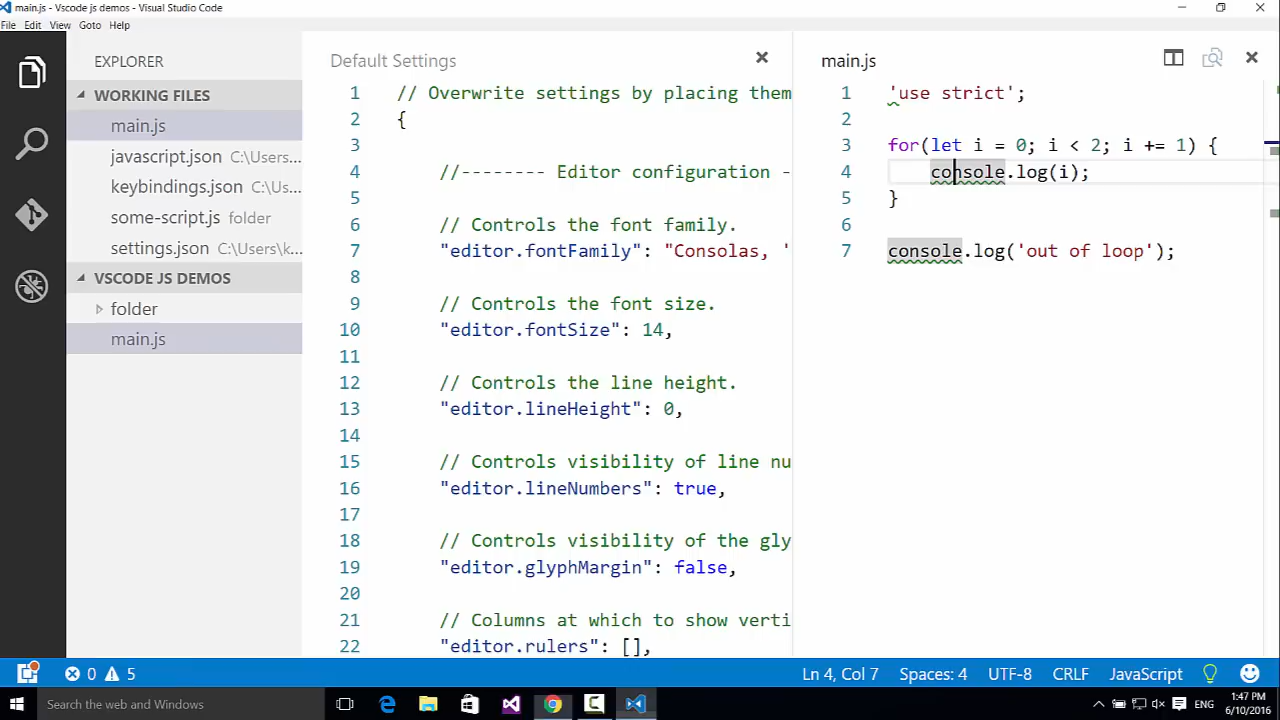 main.js - Vscode js demos - Visual Studio Code
File Edit View Goto Help
EXPLORER
WORKING FILES
main.js
javascript.json C:\Users...
keybindings.json C:\Us...
some-script.js folder
settings.json C:\Users\k...
VSCODE JS DEMOS
folder
main.js
Default Settings
1 // Overwrite settings by placing them
2 {
3
4 //-------- Editor configuration -
5
6 // Controls the font family.
7 "editor.fontFamily": "Consolas, '
8
9 // Controls the font size.
10 "editor.fontSize": 14,
11
12 // Controls the line height.
13 "editor.lineHeight": 0,
14
15 // Controls visibility of line nu
16 "editor.lineNumbers": true,
17
18 // Controls visibility of the gly
19 "editor.glyphMargin": false,
20
21 // Columns at which to show verti
22 "editor.rulers": [],
main.js
1 'use strict';
2
3 for(let i = 0; i < 2; i += 1) {
4 console.log(i);
5 }
6
7 console.log('out of loop');
0 5
Ln 4, Col 7 Spaces: 4 UTF-8 CRLF JavaScript
Search the web and Windows
ENG
1:47 PM
6/10/2016